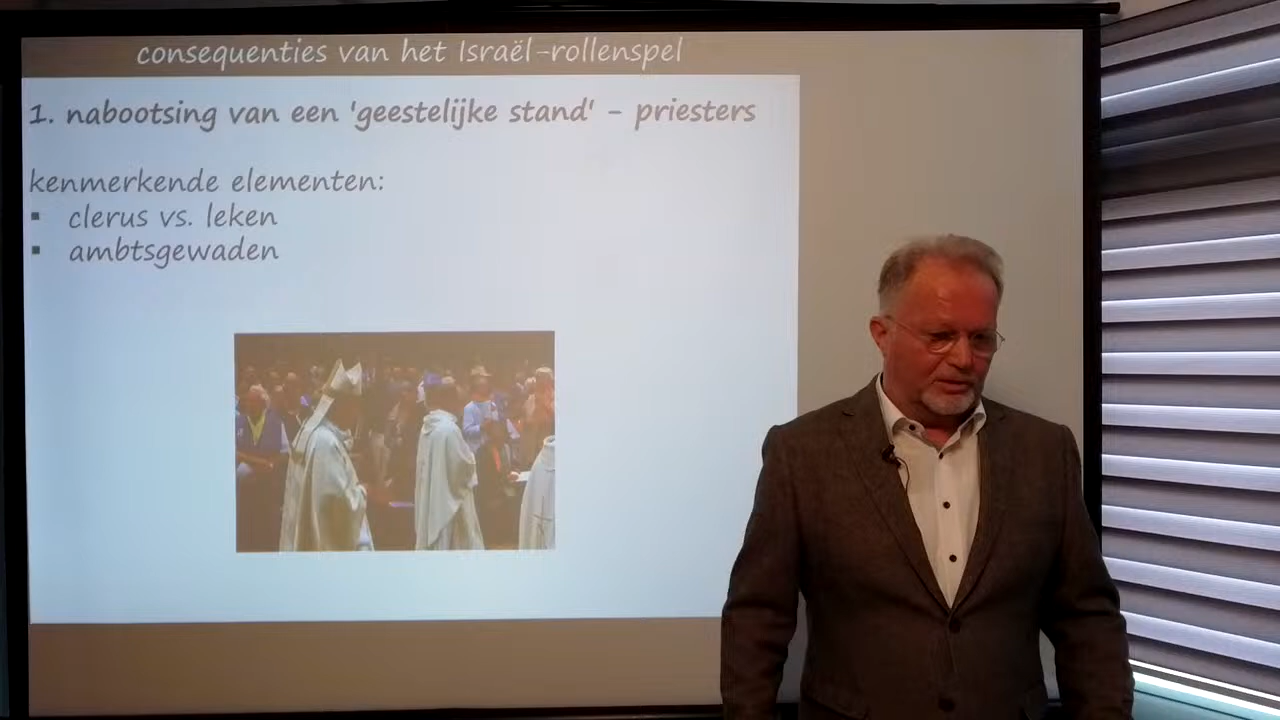 consequenties van het Israël-rollenspel
1. nabootsing van een 'geestelijke stand' - priesters
kenmerkende elementen:
▪ clerus vs. leken
▪ ambtsgewaden